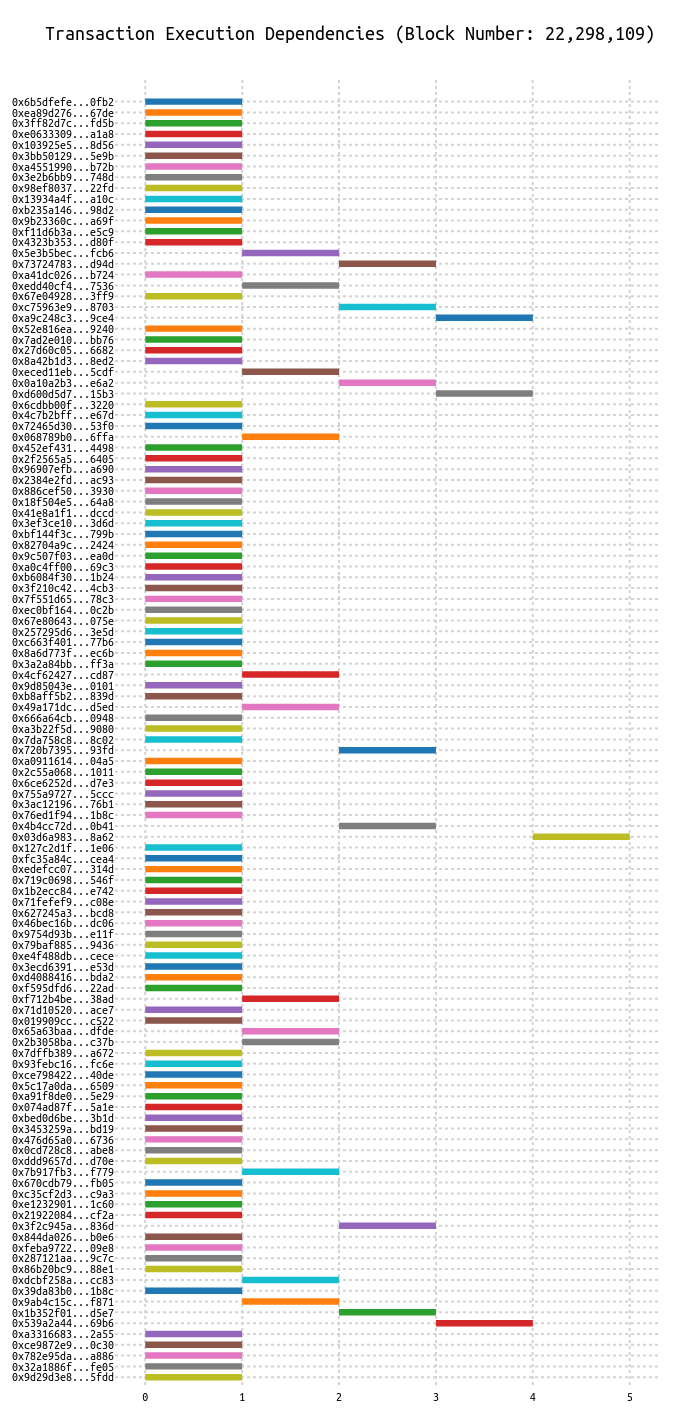 Transaction Execution Dependencies (Block Number: 22,298,109)
0x6b5dfefe...0fb2
0xea89d276...67de
0x3ff82d7c...fd5b
0xe0633309...a1a8
0x103925e5...8d56
0x3bb50129...5e9b
0xa4551990...b72b
0x3e2b6bb9...748d
0x98ef8037...22fd
0x13934a4f...a10c
0xb235a146...98d2
0x9b23360c...a69f
0xf11d6b3a...e5c9
0x4323b353...d80f
0x5e3b5bec...fcb6
0x73724783...d94d
0xa41dc026...b724
0xedd40cf4...7536
0x67e04928...3ff9
0xc75963e9...8703
0xa9c248c3...9ce4
0x52e816ea...9240
0x7ad2e010...bb76
0x27d60c05...6682
0x8a42b1d3...8ed2
0xeced11eb...5cdf
0x0a10a2b3...e6a2
0xd600d5d7...15b3
0x6cdbb00f...3220
0x4c7b2bff...e67d
0x72465d30...53f0
0x068789b0...6ffa
0x452ef431...4498
0x2f2565a5...6405
0x96907efb...a690
0x2384e2fd...ac93
0x886cef50...3930
0x18f504e5...64a8
0x41e8a1f1...dccd
0x3ef3ce10...3d6d
0xbf144f3c...799b
0x82704a9c...2424
0x9c507f03...ea0d
0xa0c4ff00...69c3
0xb6084f30...1b24
0x3f210c42...4cb3
0x7f551d65...78c3
0xec0bf164...0c2b
0x67e80643...075e
0x257295d6...3e5d
0xc663f401...77b6
0x8a6d773f...ec6b
0x3a2a84bb...ff3a
0x4cf62427...cd87
0x9d85043e...0101
0xb8aff5b2...839d
0x49a171dc...d5ed
0x666a64cb...0948
0xa3b22f5d...9080
0x7da758c8...8c02
0x720b7395...93fd
0xa0911614...04a5
0x2c55a068...1011
0x6ce6252d...d7e3
0x755a9727...5ccc
0x3ac12196...76b1
0x76ed1f94...1b8c
0x4b4cc72d...0b41
0x03d6a983...8a62
0x127c2d1f...1e06
0xfc35a84c...cea4
0xedefcc07...314d
0x719c0698...546f
0x1b2ecc84...e742
0x71fefef9...c08e
0x627245a3...bcd8
0x46bec16b...dc06
0x9754d93b...e11f
0x79baf885...9436
0xe4f488db...cece
0x3ecd6391...e53d
0xd4088416...bda2
0xf595dfd6...22ad
0xf712b4be...38ad
0x71d10520...ace7
0x019909cc...c522
0x65a63baa...dfde
0x2b3058ba...c37b
0x7dffb389...a672
0x93febc16...fc6e
0xce798422...40de
0x5c17a0da...6509
0xa91f8de0...5e29
0x074ad87f...5a1e
0xbed0d6be...3b1d
0x3453259a...bd19
0x476d65a0...6736
0x0cd728c8...abe8
0xddd9657d...d70e
0x7b917fb3...f779
0x670cdb79...fb05
0xc35cf2d3...c9a3
0xe1232901...1c60
0x21922084...cf2a
0x3f2c945a...836d
0x844da026...b0e6
0xfeba9722...09e8
0x287121aa...9c7c
0x86b20bc9...88e1
0xdcbf258a...cc83
0x39da83b0...1b8c
0x9ab4c15c...f871
0x1b352f01...d5e7
0x539a2a44...69b6
0xa3316683...2a55
0xce9872e9...0c30
0x782e95da...a886
0x32a1886f...fe05
0x9d29d3e8...5fdd
0 1 2 3 4 5